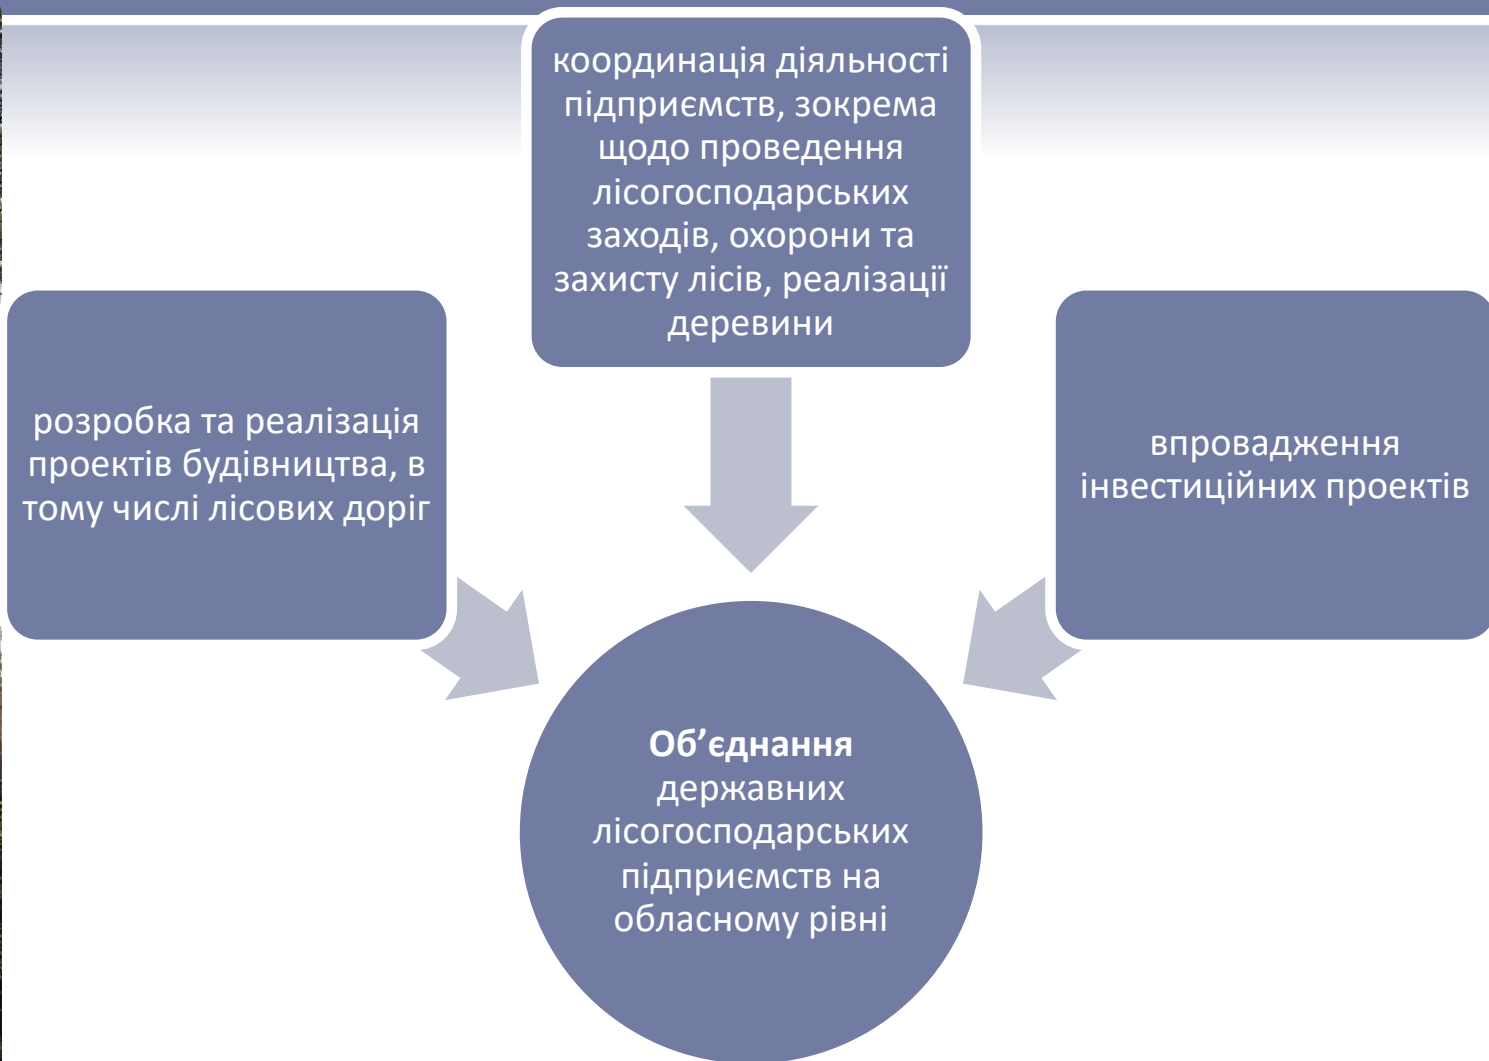 координація діяльності
підприємств, зокрема
щодо проведення
лісогосподарських
заходів, охорони та
захисту лісів, реалізації
деревини
розробка та реалізація
проектів будівництва, в
тому числі лісових доріг
впровадження
інвестиційних проектів
Об’єднання
державних
лісогосподарських
підприємств на
обласному рівні